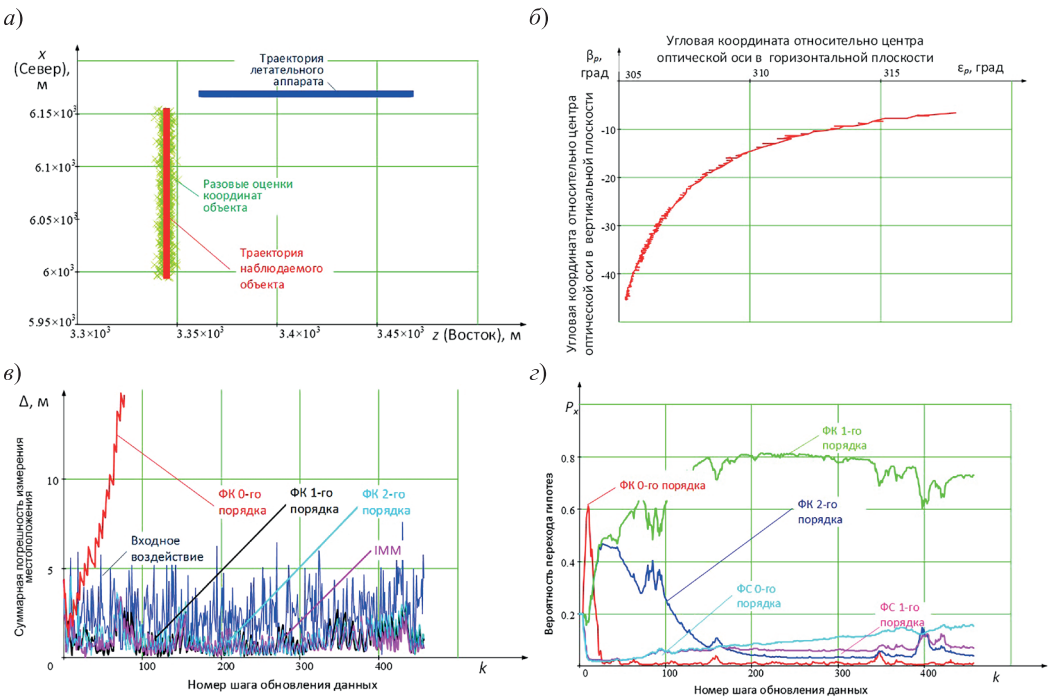 а)
x
(Север),
м
6.15×10³
6.1×10³
6.05×10³
6×10³
5.95×10³
3.3×10³
3.35×10³
3.4×10³
3.45×10³
z (Восток), м
Траектория
летательного
аппарата
Разовые оценки
координат
объекта
Траектория
наблюдаемого
объекта
б)
Угловая координата относительно центра
оптической оси в горизонтальной плоскости
βр,
град
305
310
315
εр, град
-10
-20
-30
-40
Угловая координата относительно центра
оптической оси в вертикальной плоскости
в)
Δ, м
10
5
0
100
200
300
400
k
Суммарная погрешность измерения
местоположения
Номер шага обновления данных
ФК 0-го
порядка
ФК 1-го
порядка
ФК 2-го
порядка
Входное
воздействие
IMM
г)
Px
0.8
0.6
0.4
0.2
0
100
200
300
400
k
Вероятность перехода гипотез
Номер шага обновления данных
ФК 1-го
порядка
ФК 0-го порядка
ФК 2-го
порядка
ФС 0-го
порядка
ФС 1-го
порядка